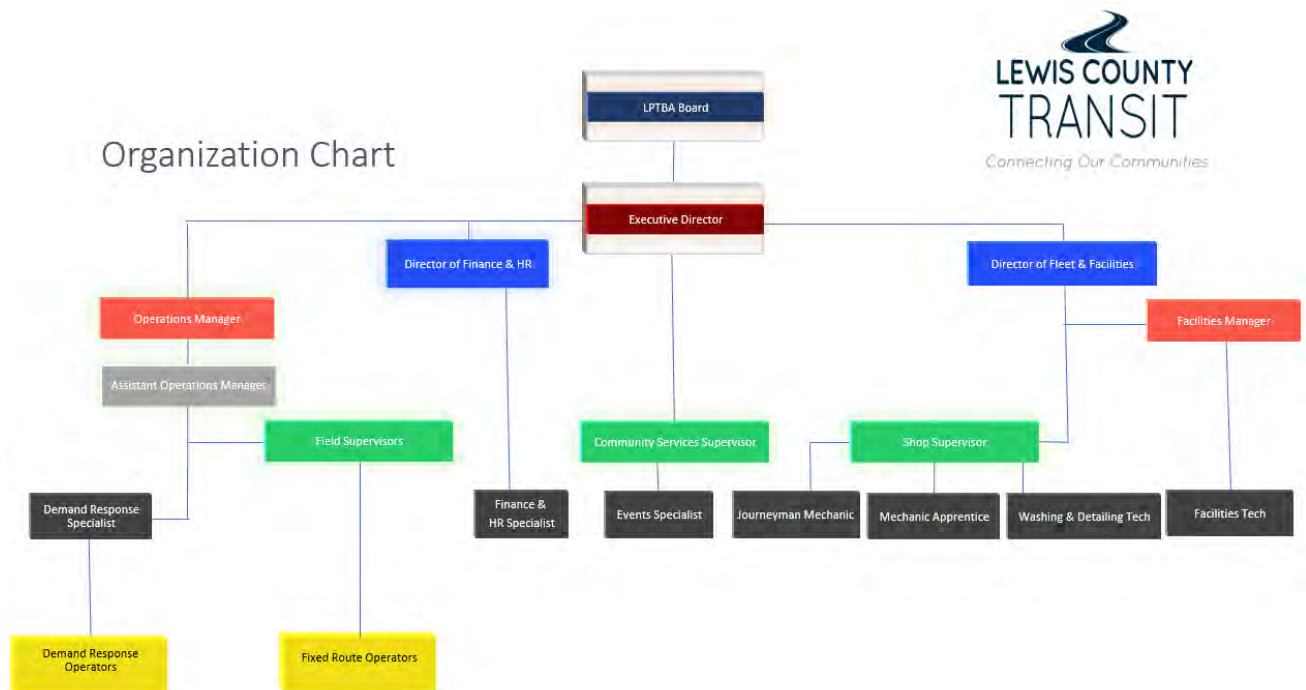 LEWIS COUNTY
TRANSIT
Connecting Our Communities
Organization Chart
LPTBA Board
Executive Director
Director of Finance & HR
Director of Fleet & Facilities
Operations Manager
Facilities Manager
Assistant Operations Manager
Field Supervisors
Community Services Supervisor
Shop Supervisor
Demand Response
Specialist
Finance &
HR Specialist
Events Specialist
Journeyman Mechanic
Mechanic Apprentice
Washing & Detailing Tech
Facilities Tech
Demand Response
Operators
Fixed Route Operators